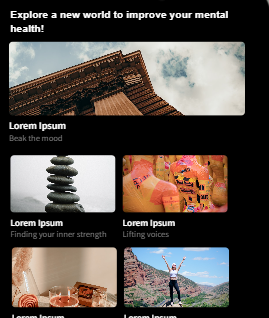 Explore a new world to improve your mental
health!
Lorem Ipsum
Beak the mood
Lorem Ipsum
Finding your inner strength
Lorem Ipsum
Lifting voices
Lorem Ipsum
Lorem Ipsum